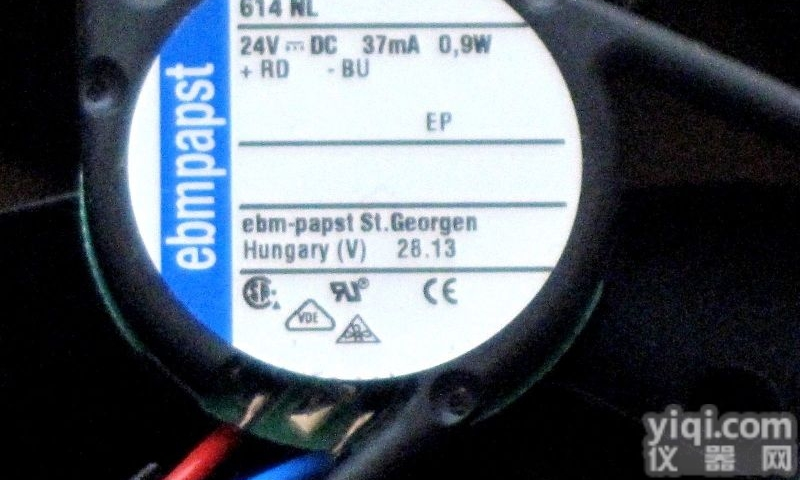 614 NL
24V ⎓ DC 37mA 0,9W
+ RD - BU
EP
ebmpapst
ebm-papst St.Georgen
Hungary (V) 28.13
CE
VDE
yiqi.com
仪器网